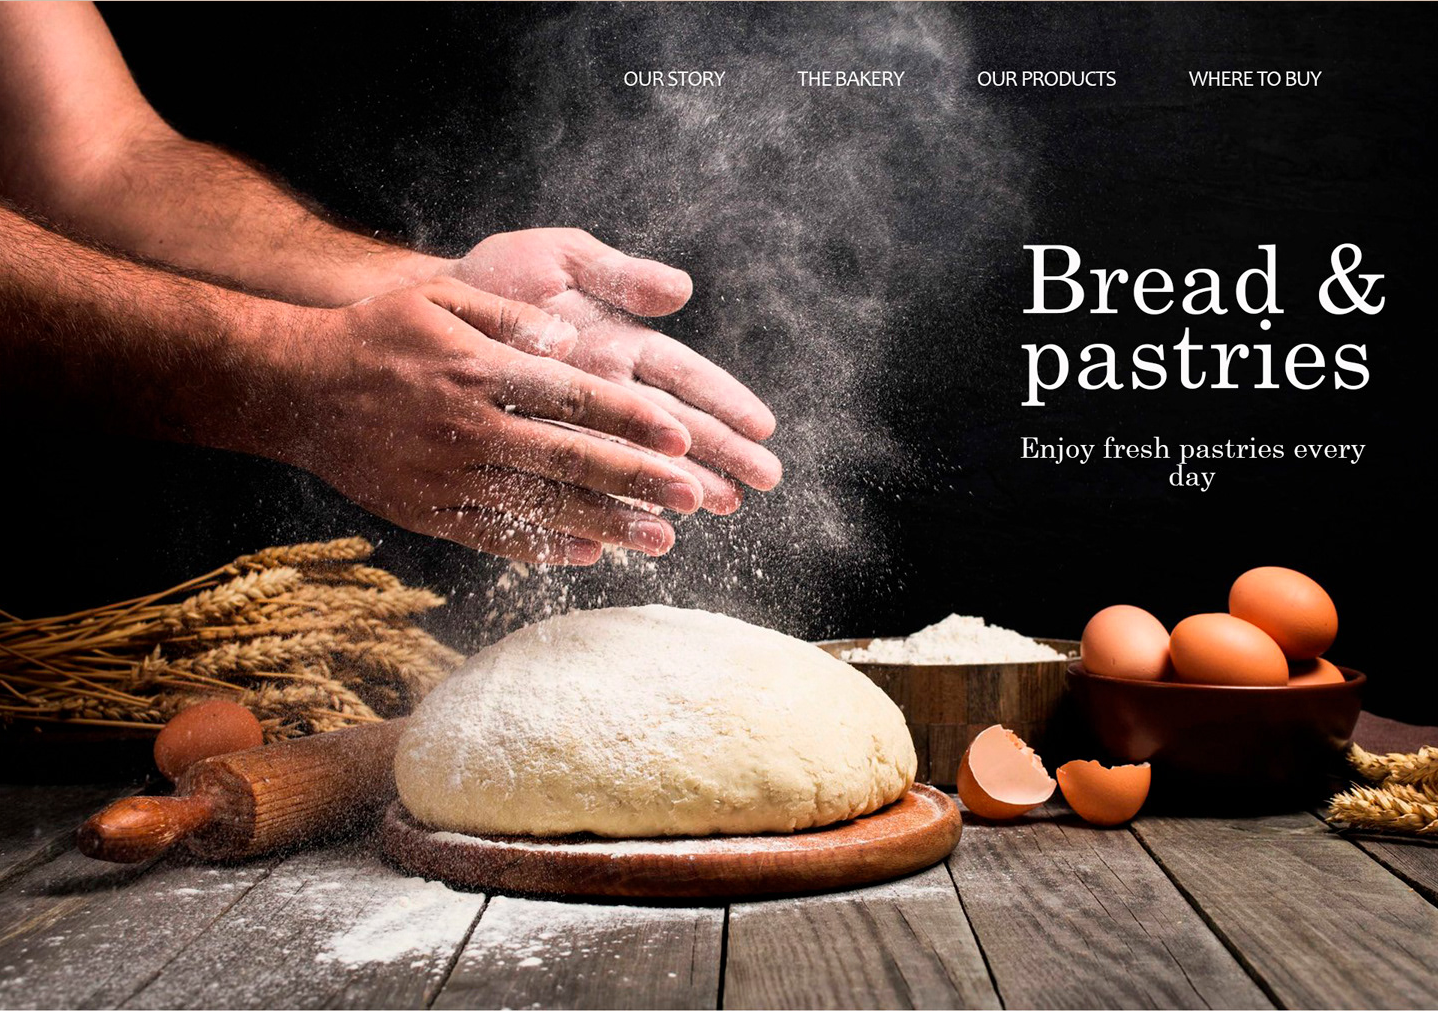 OUR STORY THE BAKERY OUR PRODUCTS WHERE TO BUY
Bread &
pastries
Enjoy fresh pastries every
day